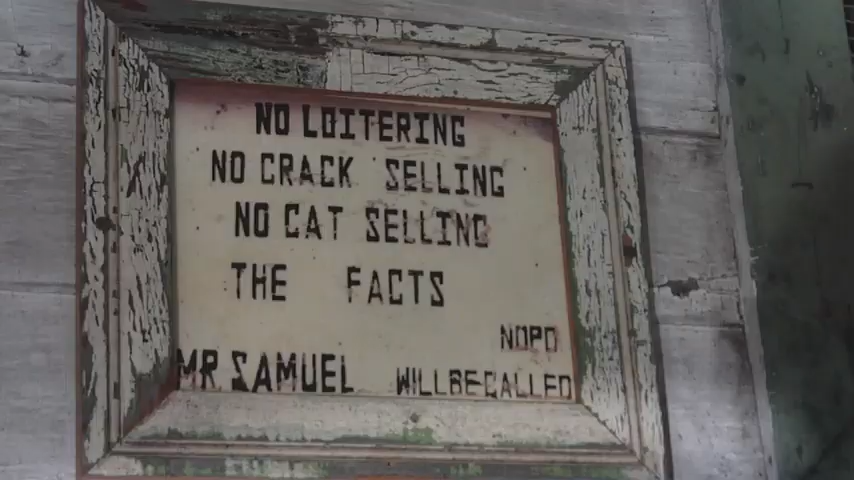 NO LOITERING
NO CRACK SELLING
NO CAT SELLING
THE FACTS
NOPD
MR SAMUEL WILLBECALLED